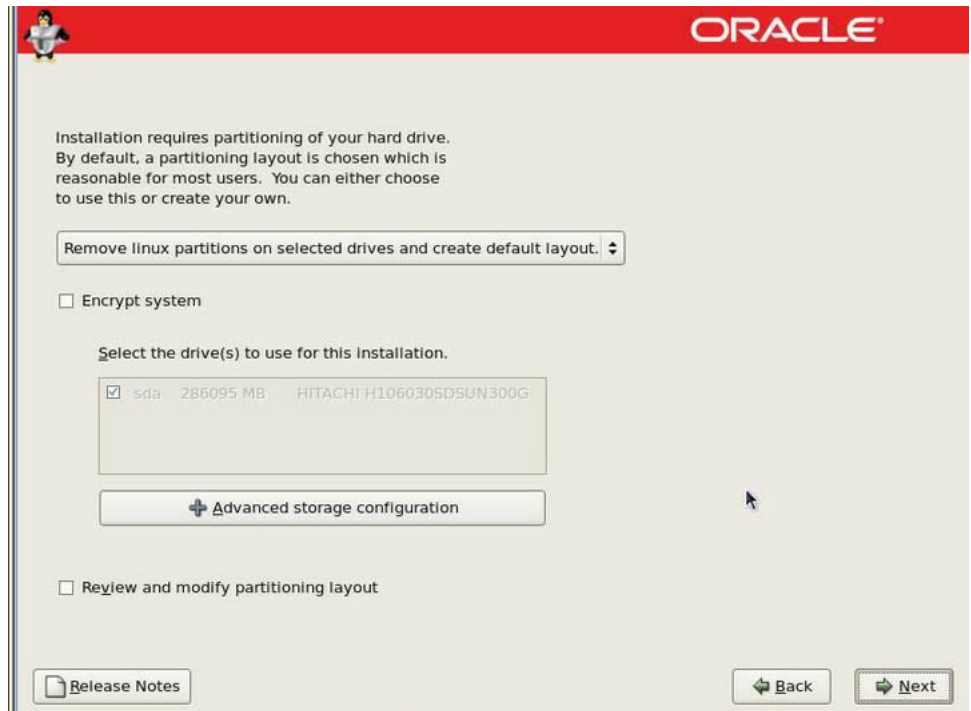 ORACLE®
Installation requires partitioning of your hard drive.
By default, a partitioning layout is chosen which is
reasonable for most users. You can either choose
to use this or create your own.
Remove linux partitions on selected drives and create default layout.
Encrypt system
Select the drive(s) to use for this installation.
sda 286095 MB HITACHI H106030SDSUN300G
Advanced storage configuration
Review and modify partitioning layout
Release Notes
Back
Next